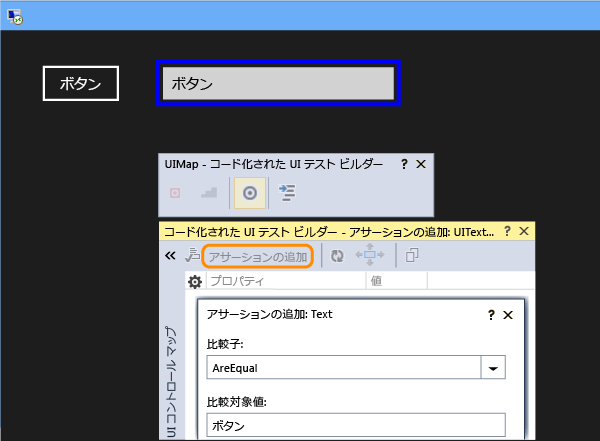 ボタン
ボタン
UIMap - コード化された UI テスト ビルダー ?
コード化された UI テスト ビルダー - アサーションの追加: UIText... ?
アサーションの追加
プロパティ 値
UI コントロール マップ
アサーションの追加: Text ?
比較子:
AreEqual
比較対象値:
ボタン